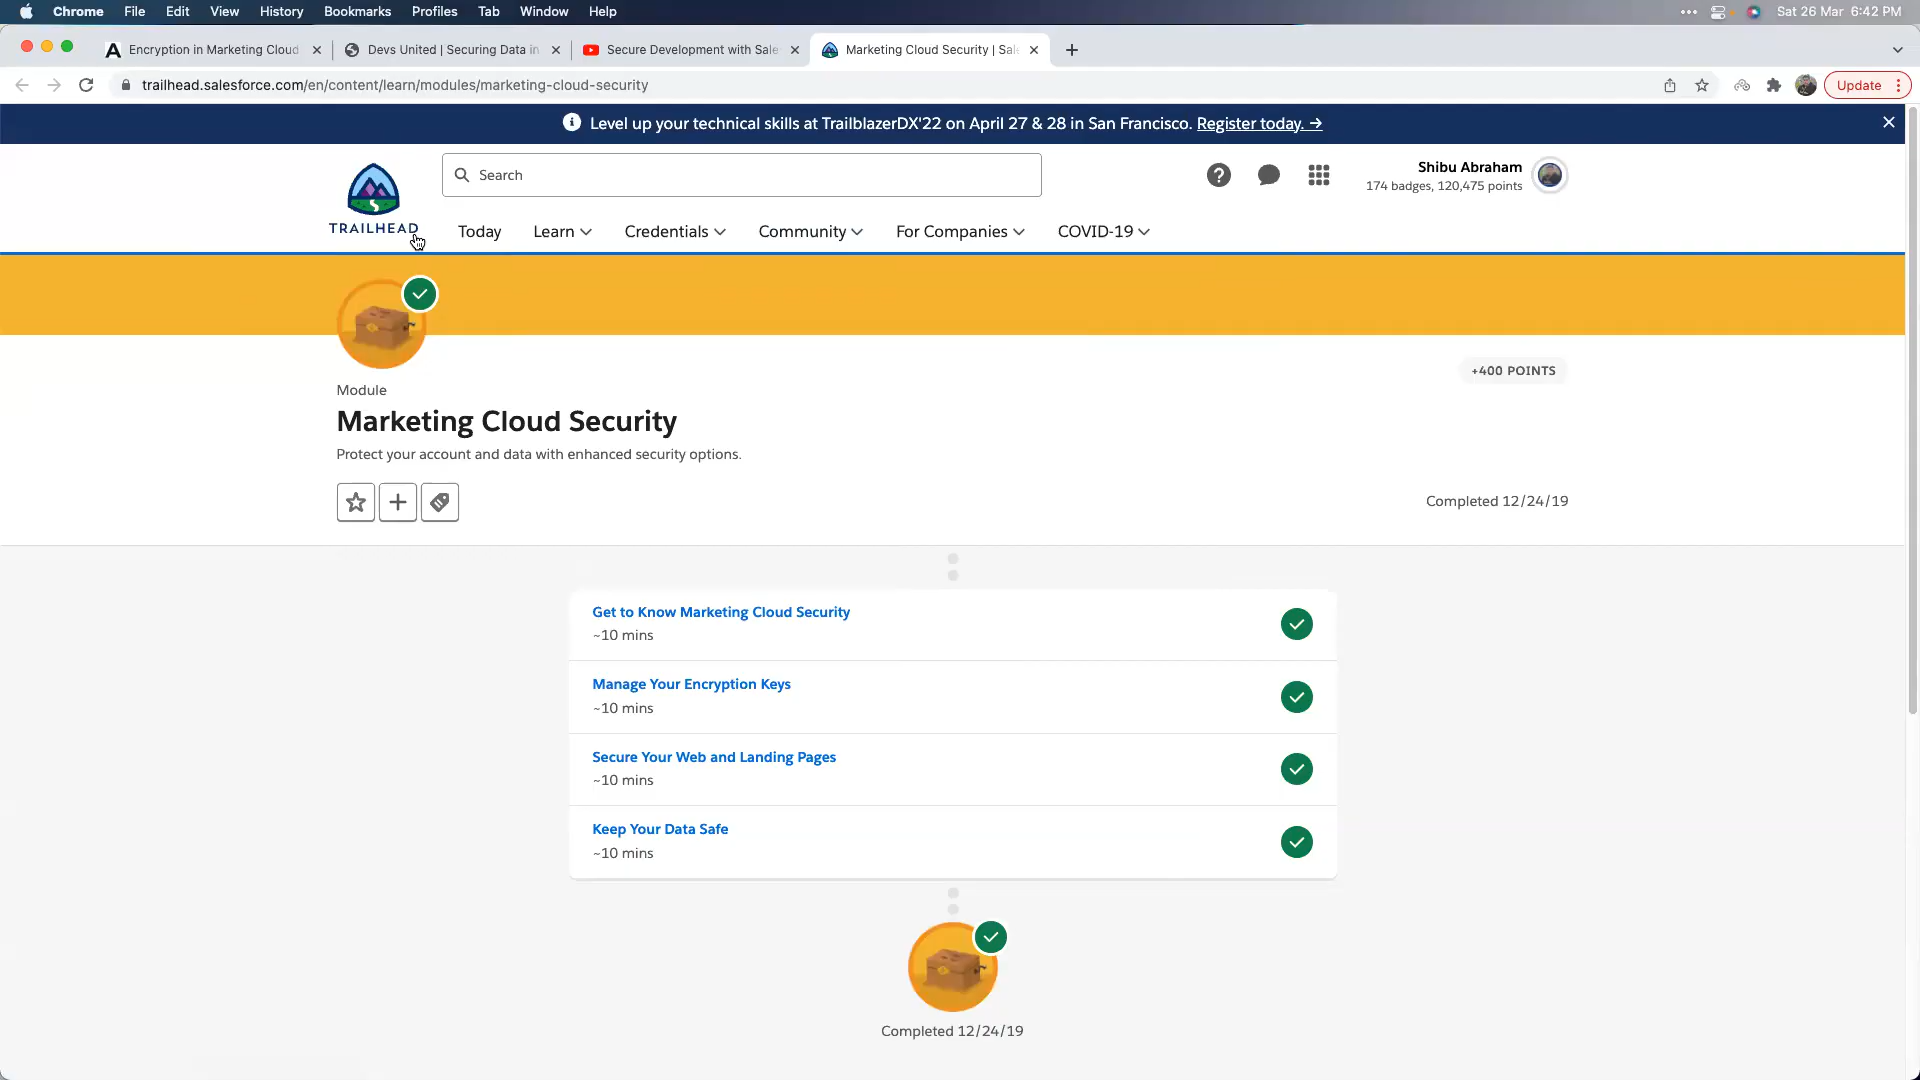 Chrome File Edit View History Bookmarks Profiles Tab Window Help Sat 26 Mar 6:42 PM
Encryption in Marketing Cloud
Devs United | Securing Data in
Secure Development with Sale
Marketing Cloud Security | Sal
trailhead.salesforce.com/en/content/learn/modules/marketing-cloud-security
Update
Level up your technical skills at TrailblazerDX'22 on April 27 & 28 in San Francisco. Register today. →
TRAILHEAD
Search
Shibu Abraham
174 badges, 120,475 points
Today Learn Credentials Community For Companies COVID-19
+400 POINTS
Module
Marketing Cloud Security
Protect your account and data with enhanced security options.
Completed 12/24/19
Get to Know Marketing Cloud Security
~10 mins
Manage Your Encryption Keys
~10 mins
Secure Your Web and Landing Pages
~10 mins
Keep Your Data Safe
~10 mins
Completed 12/24/19